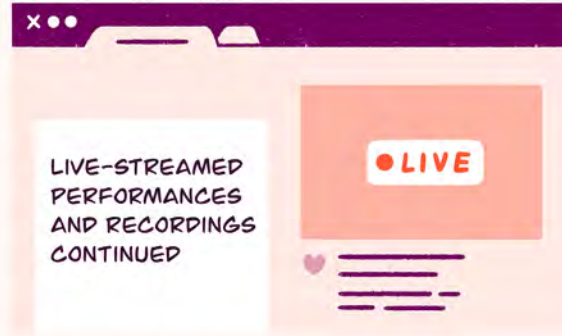 LIVE-STREAMED
PERFORMANCES
AND RECORDINGS
CONTINUED
LIVE